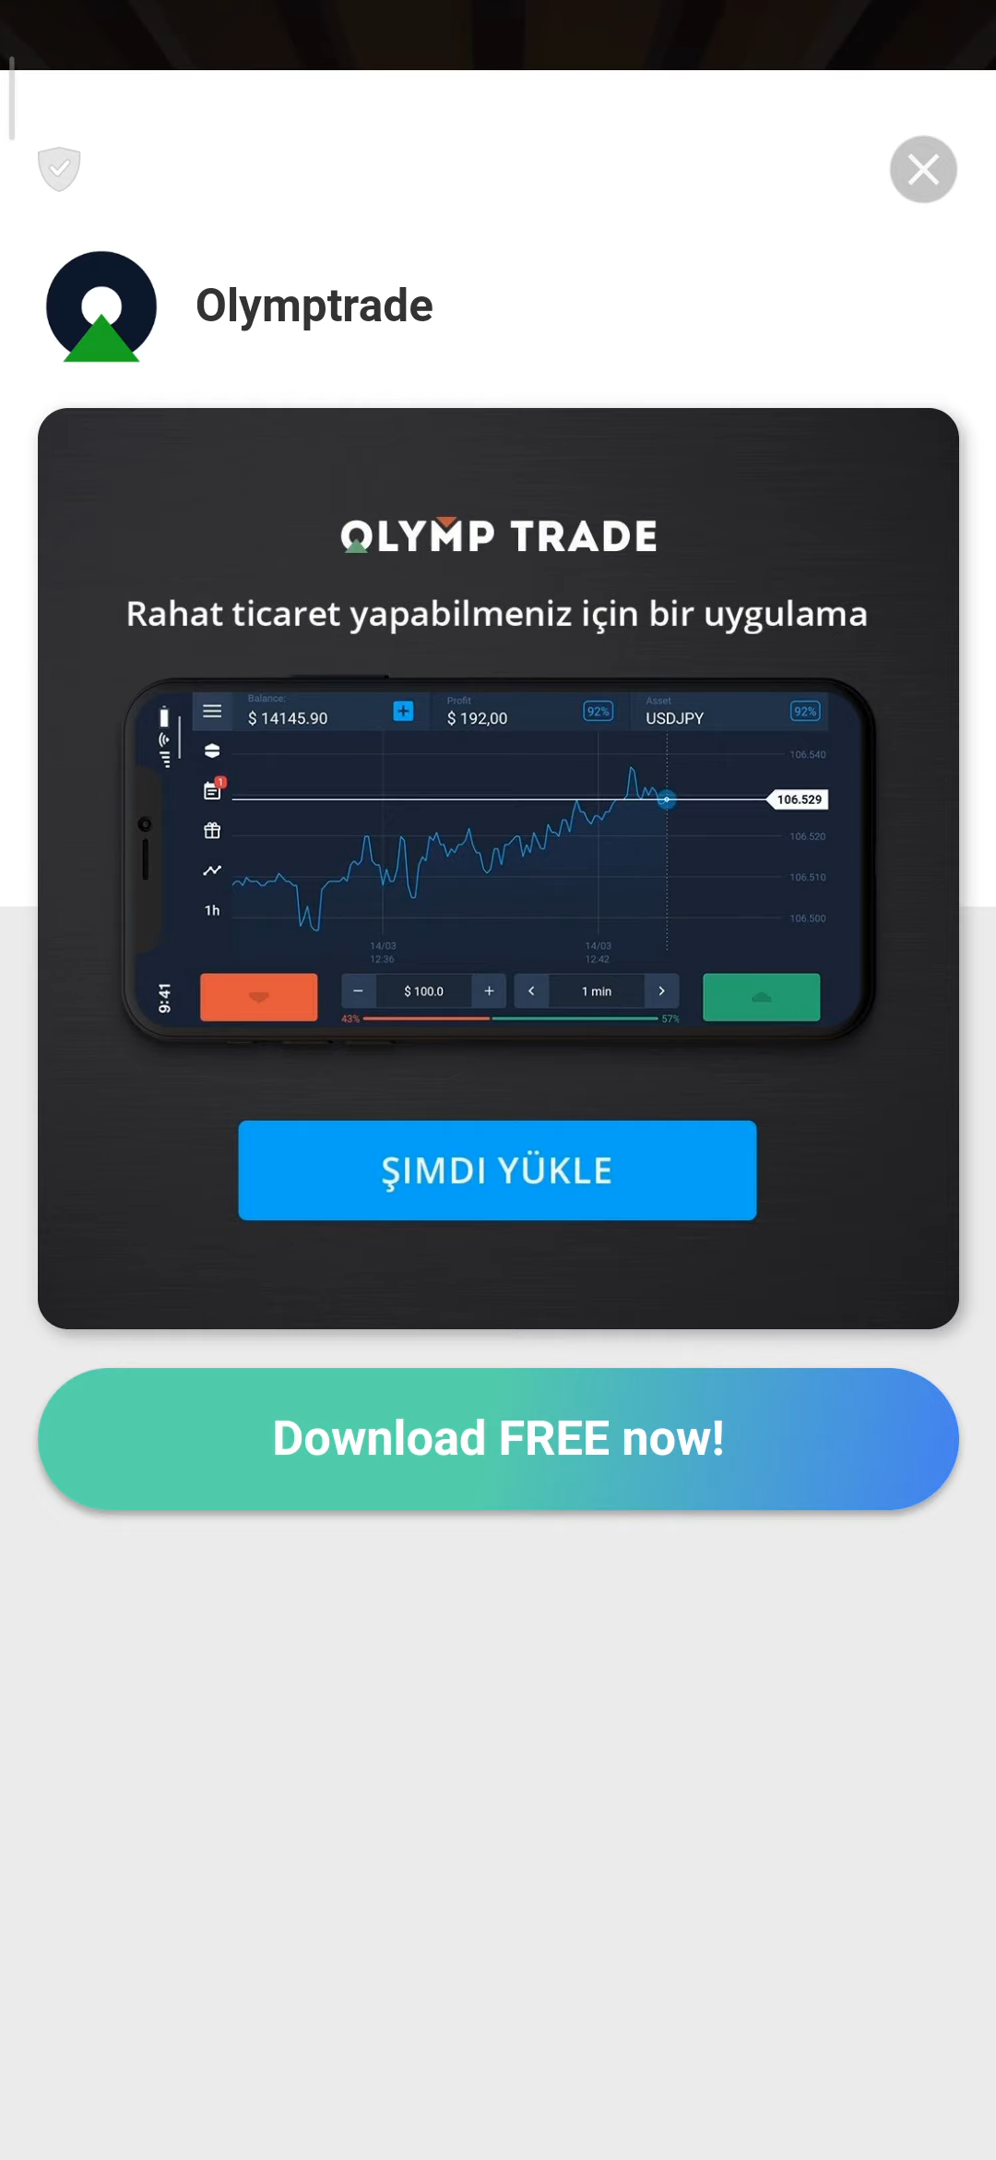 Olymptrade
OLYMP TRADE
Rahat ticaret yapabilmeniz için bir uygulama
Balance:
$ 14145.90
+
Profit
$ 192,00
92%
Asset
USDJPY
92%
106.540
1
106.529
106.520
106.510
1h
106.500
14/03
12:36
14/03
12:42
9:41
− $ 100.0 +
‹ 1 min ›
43%
57%
ŞIMDI YÜKLE
Download FREE now!